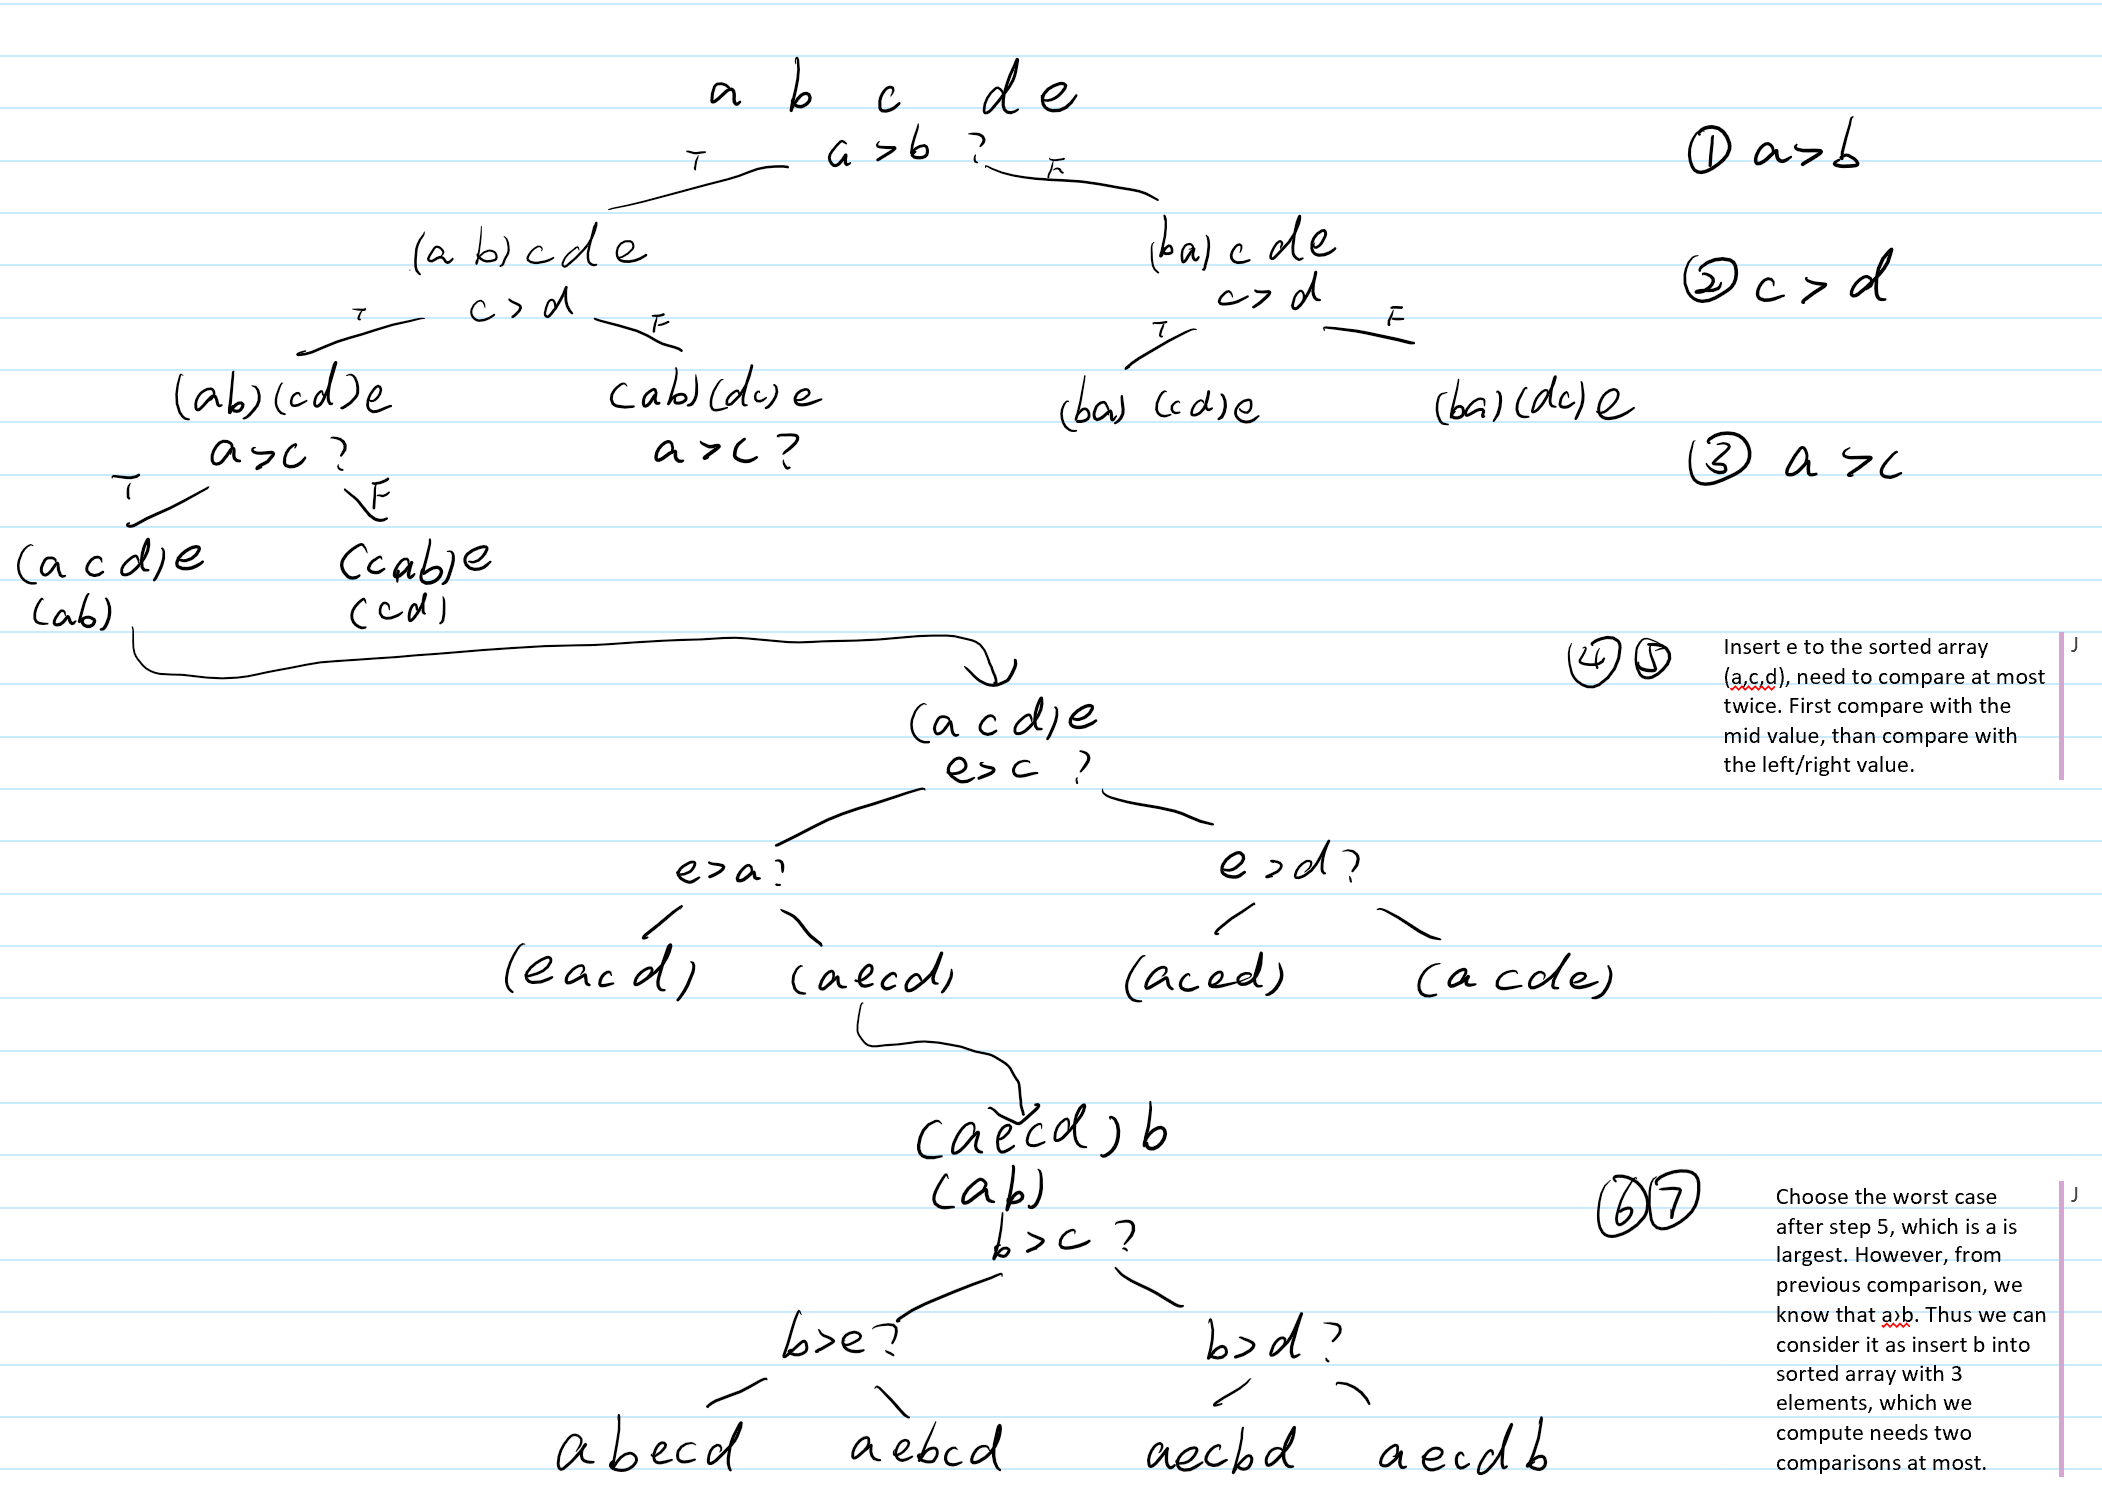 a b c d e
a > b ?
T F
① a > b
(a b) c d e
(ba) c d e
c > d
c > d
② c > d
T F
T F
(ab) (cd) e
(ab) (dc) e
(ba) (cd) e
(ba) (dc) e
a > c ?
a > c ?
③ a > c
T F
(a c d) e
(c a b) e
(ab)
(cd)
④ ⑤
Insert e to the sorted array
(a,c,d), need to compare at most
twice. First compare with the
mid value, than compare with
the left/right value.
J
(a c d) e
e > c ?
e > a ?
e > d ?
(e a c d)
(a e c d)
(a c e d)
(a c d e)
(a e c d) b
(ab)
b > c ?
⑥ ⑦
Choose the worst case
after step 5, which is a is
largest. However, from
previous comparison, we
know that a>b. Thus we can
consider it as insert b into
sorted array with 3
elements, which we
compute needs two
comparisons at most.
J
b > e ?
b > d ?
a b e c d
a e b c d
a e c b d
a e c d b